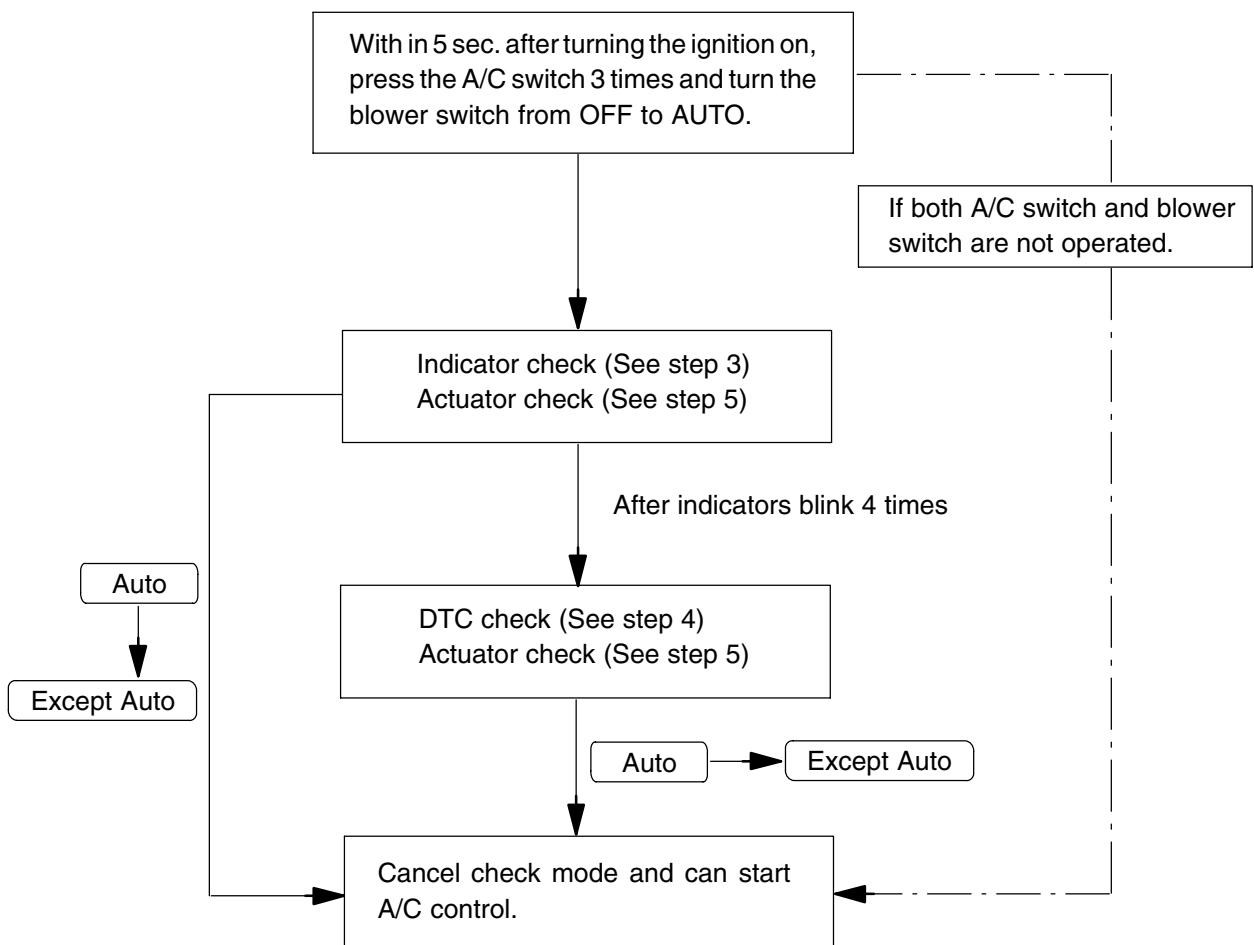 With in 5 sec. after turning the ignition on,
press the A/C switch 3 times and turn the
blower switch from OFF to AUTO.
If both A/C switch and blower
switch are not operated.
Indicator check (See step 3)
Actuator check (See step 5)
After indicators blink 4 times
Auto
Except Auto
DTC check (See step 4)
Actuator check (See step 5)
Auto
Except Auto
Cancel check mode and can start
A/C control.